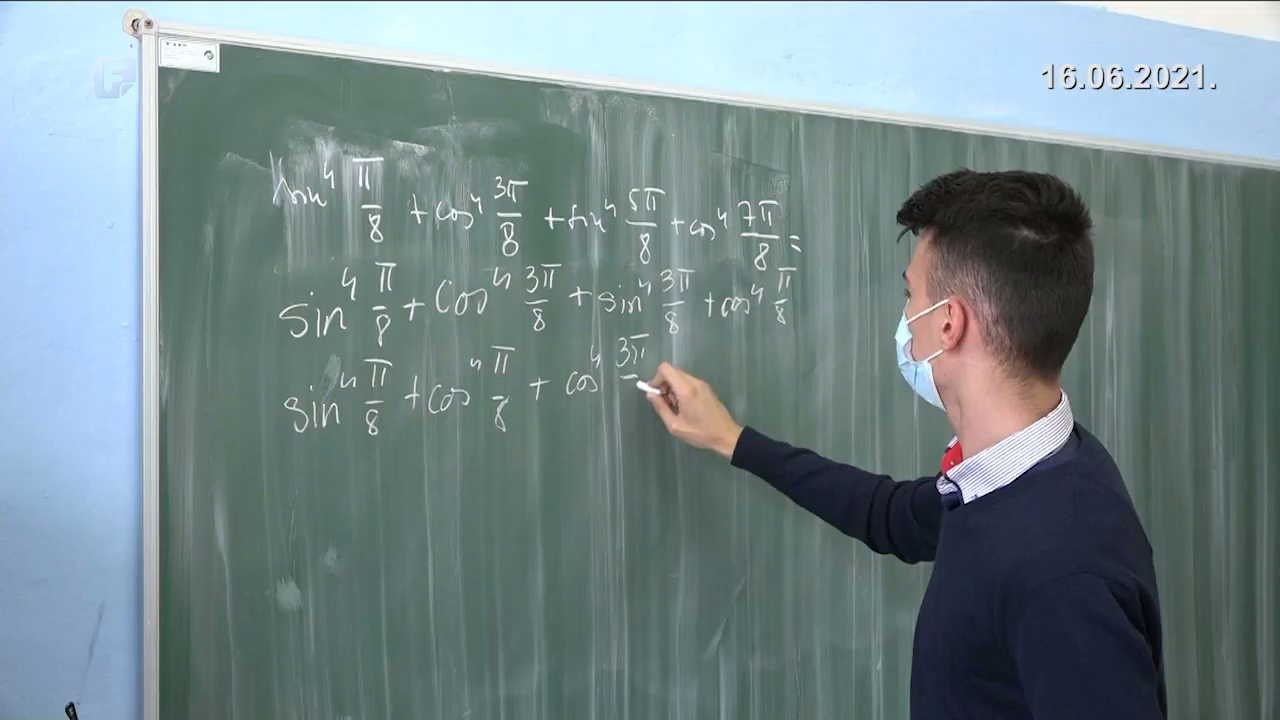 16.06.2021.
sin⁴ π/8 + cos⁴ 3π/8 + sin⁴ 5π/8 + cos⁴ 7π/8 =
sin⁴ π/8 + cos⁴ 3π/8 + sin⁴ 3π/8 + cos⁴ π/8
sin⁴ π/8 + cos⁴ π/8 + cos⁴ 3π